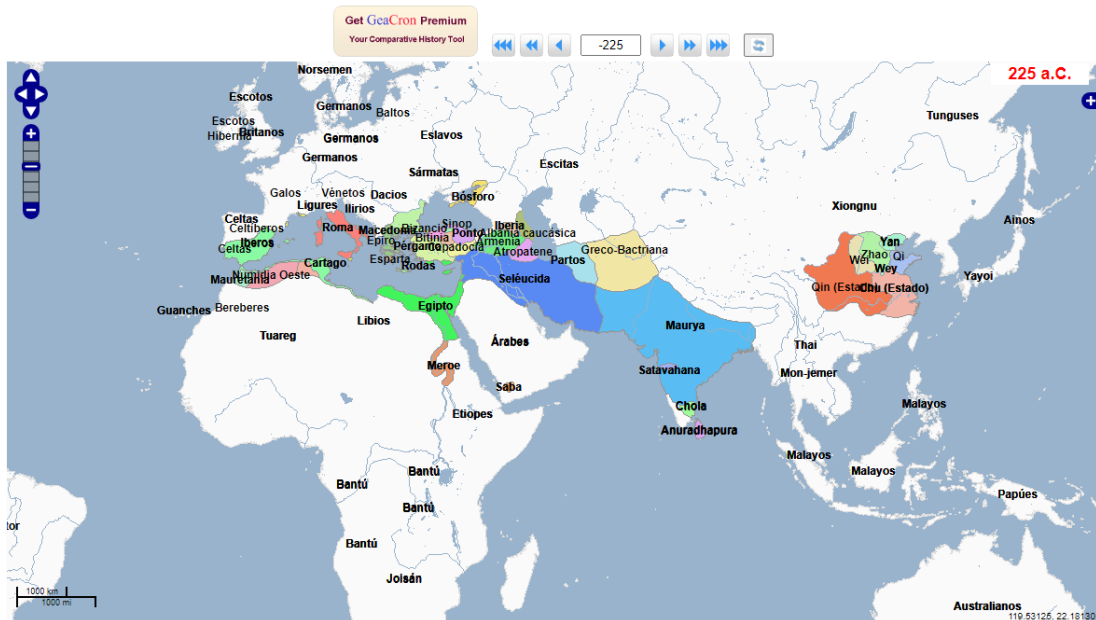 Get GeaCron Premium
Your Comparative History Tool
-225
225 a.C.
Norsemen
Escotos
Germanos
Baltos
Tunguses
Escotos
Hibernia
Britanos
Germanos
Eslavos
Germanos
Escitas
Sármatas
Galos
Vénetos
Dacios
Bósforo
Xiongnu
Ligures
Ilirios
Celtas
Celtiberos
Roma
Macedonia
Bizancio
Sinop
Iberia
Ainos
Iberos
Epiro
Bitinia
Ponto
Albania caucásica
Celtas
Pérgamo
Capadocia
Armenia
Greco-Bactriana
Yan
Esparta
Atropatene
Partos
Wei
Zhao
Qi
Cartago
Rodas
Wey
Numidia Oeste
Mauretania
Seléucida
Yayoi
Qin (Estado)
Chu (Estado)
Guanches
Bereberes
Egipto
Libios
Maurya
Tuareg
Árabes
Thai
Meroe
Satavahana
Mon-jemer
Saba
Etíopes
Chola
Malayos
Anuradhapura
Bantú
Malayos
Malayos
Bantú
Papúes
Bantú
Bantú
Joisán
1000 km
1000 mi
Australianos
119.53125, 22.18130